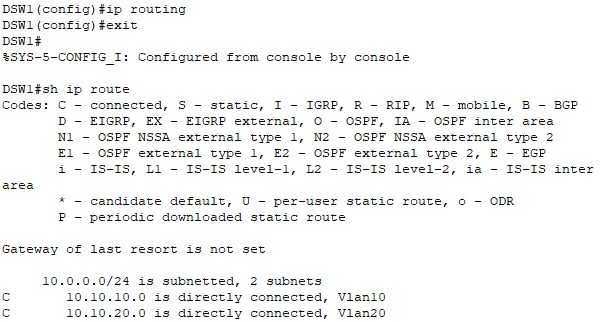 DSW1(config)#ip routing
DSW1(config)#exit
DSW1#
%SYS-5-CONFIG_I: Configured from console by console
DSW1#sh ip route
Codes: C - connected, S - static, I - IGRP, R - RIP, M - mobile, B - BGP
D - EIGRP, EX - EIGRP external, O - OSPF, IA - OSPF inter area
N1 - OSPF NSSA external type 1, N2 - OSPF NSSA external type 2
E1 - OSPF external type 1, E2 - OSPF external type 2, E - EGP
i - IS-IS, L1 - IS-IS level-1, L2 - IS-IS level-2, ia - IS-IS inter
area
* - candidate default, U - per-user static route, o - ODR
P - periodic downloaded static route
Gateway of last resort is not set
10.0.0.0/24 is subnetted, 2 subnets
C 10.10.10.0 is directly connected, Vlan10
C 10.10.20.0 is directly connected, Vlan20